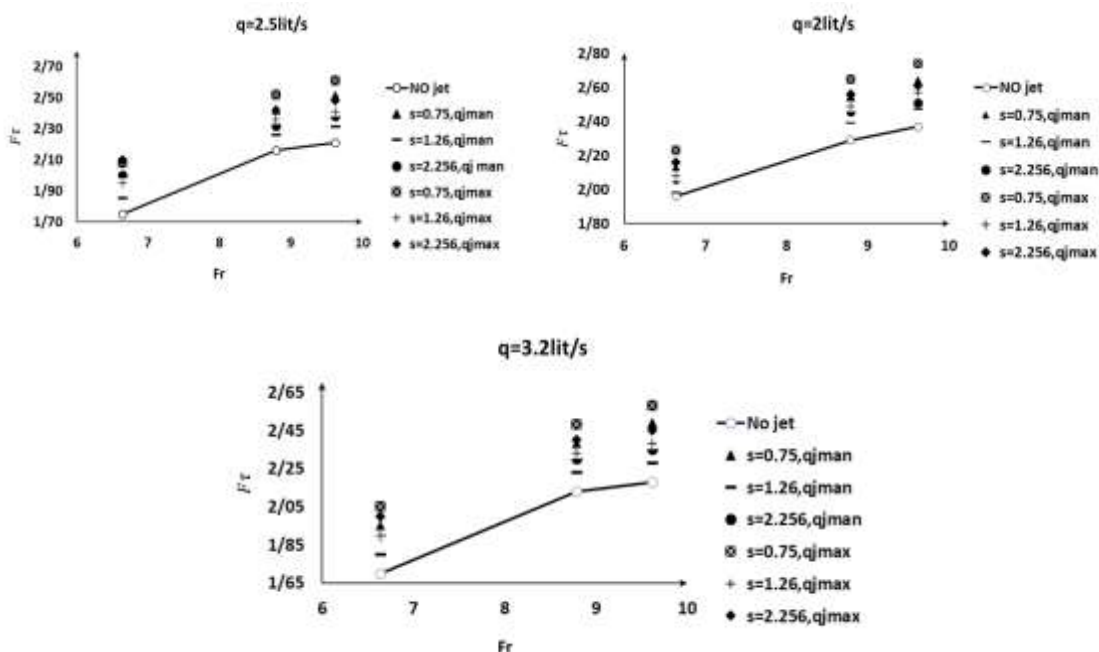 q=2.5lit/s
2/70
2/50
2/30
2/10
1/90
1/70
Fτ
6 7 8 9 10
Fr
NO jet
s=0.75,qjman
s=1.26,qjman
s=2.256,qj man
s=0.75,qjmax
s=1.26,qjmax
s=2.256,qjmax
q=2lit/s
2/80
2/60
2/40
2/20
2/00
1/80
Fτ
6 7 8 9 10
Fr
NO jet
s=0.75,qjman
s=1.26,qjman
s=2.256,qjman
s=0.75,qjmax
s=1.26,qjmax
s=2.256,qjmax
q=3.2lit/s
2/65
2/45
2/25
2/05
1/85
1/65
Fτ
6 7 8 9 10
Fr
No jet
s=0.75,qjman
s=1.26,qjman
s=2.256,qjman
s=0.75,qjmax
s=1.26,qjmax
s=2.256,qjmax